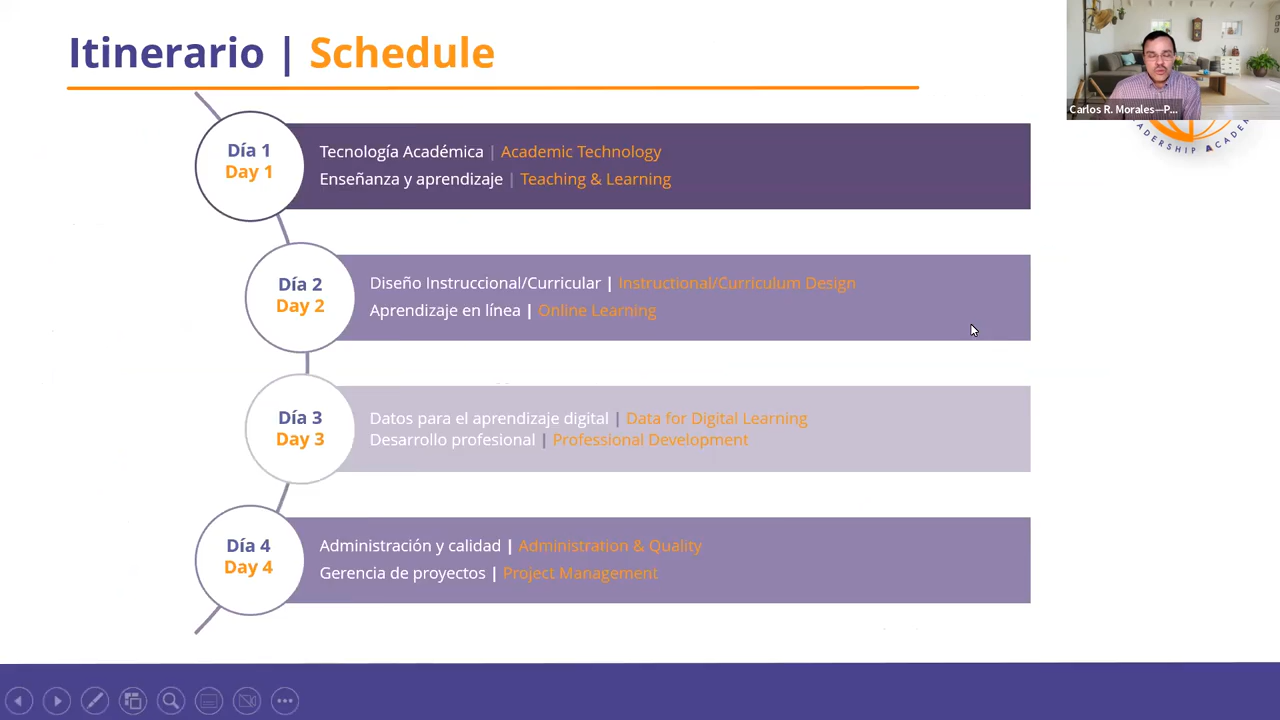 Itinerario | Schedule
Carlos R. Morales—P...
ADERSHIP ACADE
Día 1
Day 1
Tecnología Académica | Academic Technology
Enseñanza y aprendizaje | Teaching & Learning
Día 2
Day 2
Diseño Instruccional/Curricular | Instructional/Curriculum Design
Aprendizaje en línea | Online Learning
Día 3
Day 3
Datos para el aprendizaje digital | Data for Digital Learning
Desarrollo profesional | Professional Development
Día 4
Day 4
Administración y calidad | Administration & Quality
Gerencia de proyectos | Project Management